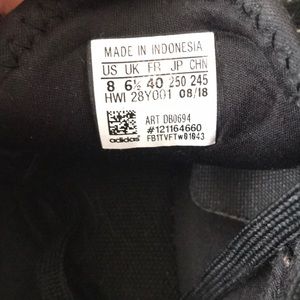 MADE IN INDONESIA
US UK FR JP CHN
8 6½ 40 250 245
HWI 28Y001 08/18
ART DB0694
#121164660
adidas FB1TVFTw81643